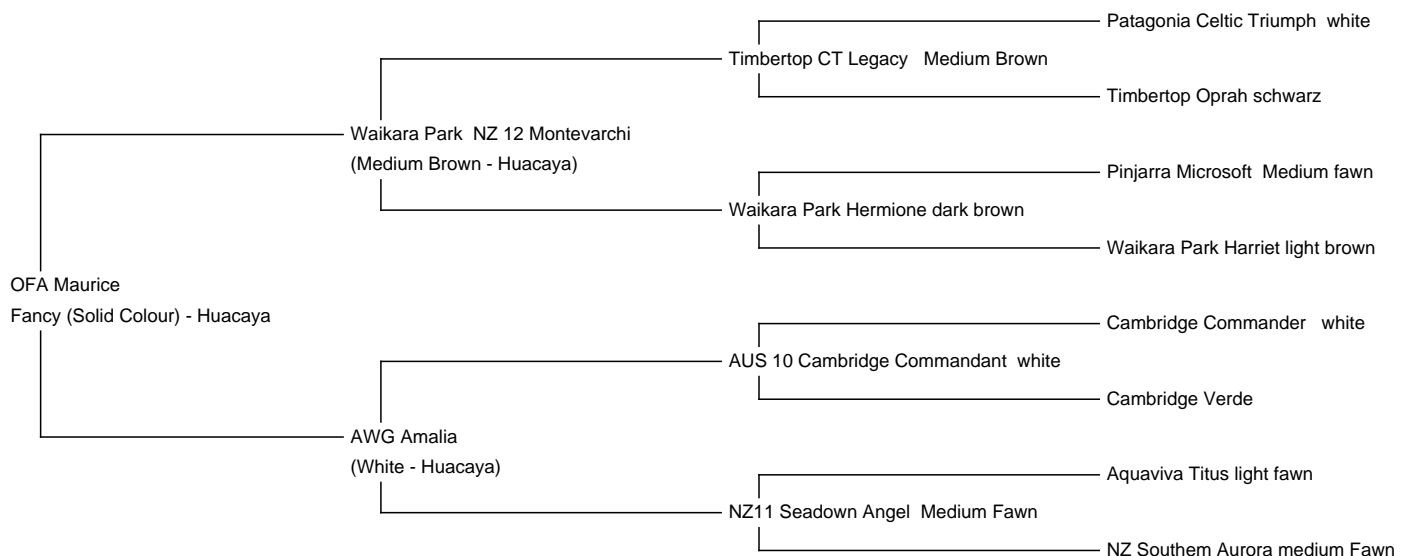 Patagonia Celtic Triumph  white
Timbertop CT Legacy   Medium Brown
Timbertop Oprah schwarz
Waikara Park  NZ 12 Montevarchi
(Medium Brown - Huacaya)
Pinjarra Microsoft  Medium fawn
Waikara Park Hermione dark brown
Waikara Park Harriet light brown
OFA Maurice
Fancy (Solid Colour) - Huacaya
Cambridge Commander   white
AUS 10 Cambridge Commandant  white
Cambridge Verde
AWG Amalia
(White - Huacaya)
Aquaviva Titus light fawn
NZ11 Seadown Angel  Medium Fawn
NZ Southem Aurora medium Fawn